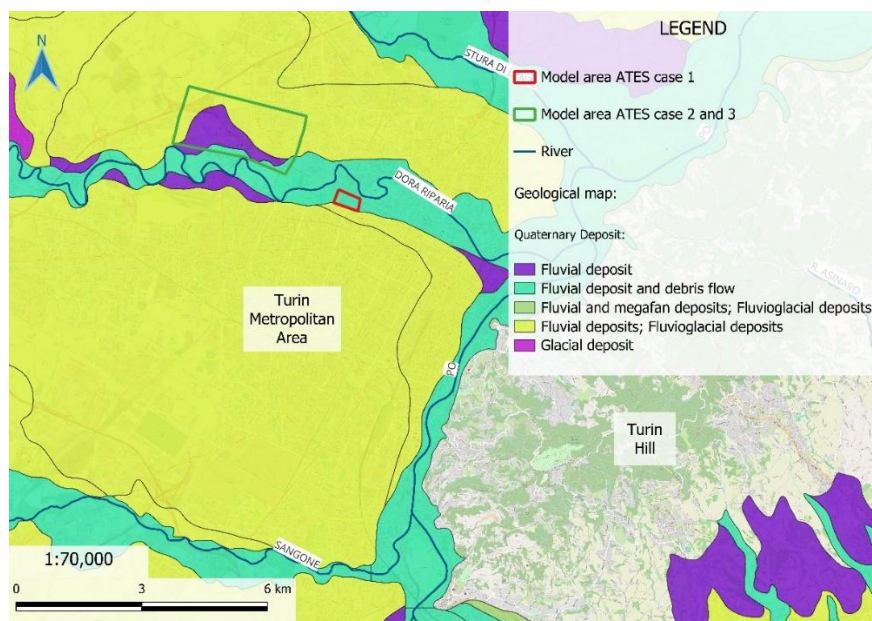 N
STURA DI
LEGEND
Model area ATES case 1
Model area ATES case 2 and 3
River
Geological map:
Quaternary Deposit:
Fluvial deposit
Fluvial deposit and debris flow
Fluvial and megafan deposits; Fluvioglacial deposits
Fluvial deposits; Fluvioglacial deposits
Glacial deposit
DORA RIPARIA
R. ASINARO
Turin
Metropolitan
Area
PO
Turin
Hill
SANGONE
1:70,000
0 3 6 km